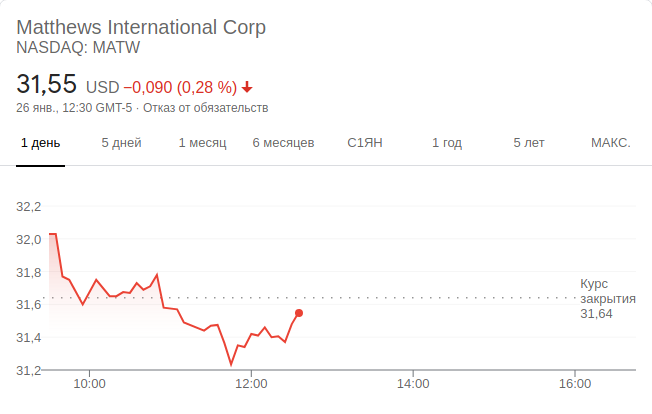 Matthews International Corp
NASDAQ: MATW
31,55 USD −0,090 (0,28 %)
26 янв., 12:30 GMT-5 · Отказ от обязательств
1 день 5 дней 1 месяц 6 месяцев С1ЯН 1 год 5 лет МАКС.
32,2
32,0
31,8
31,6
31,4
31,2
Курс
закрытия
31,64
10:00 12:00 14:00 16:00